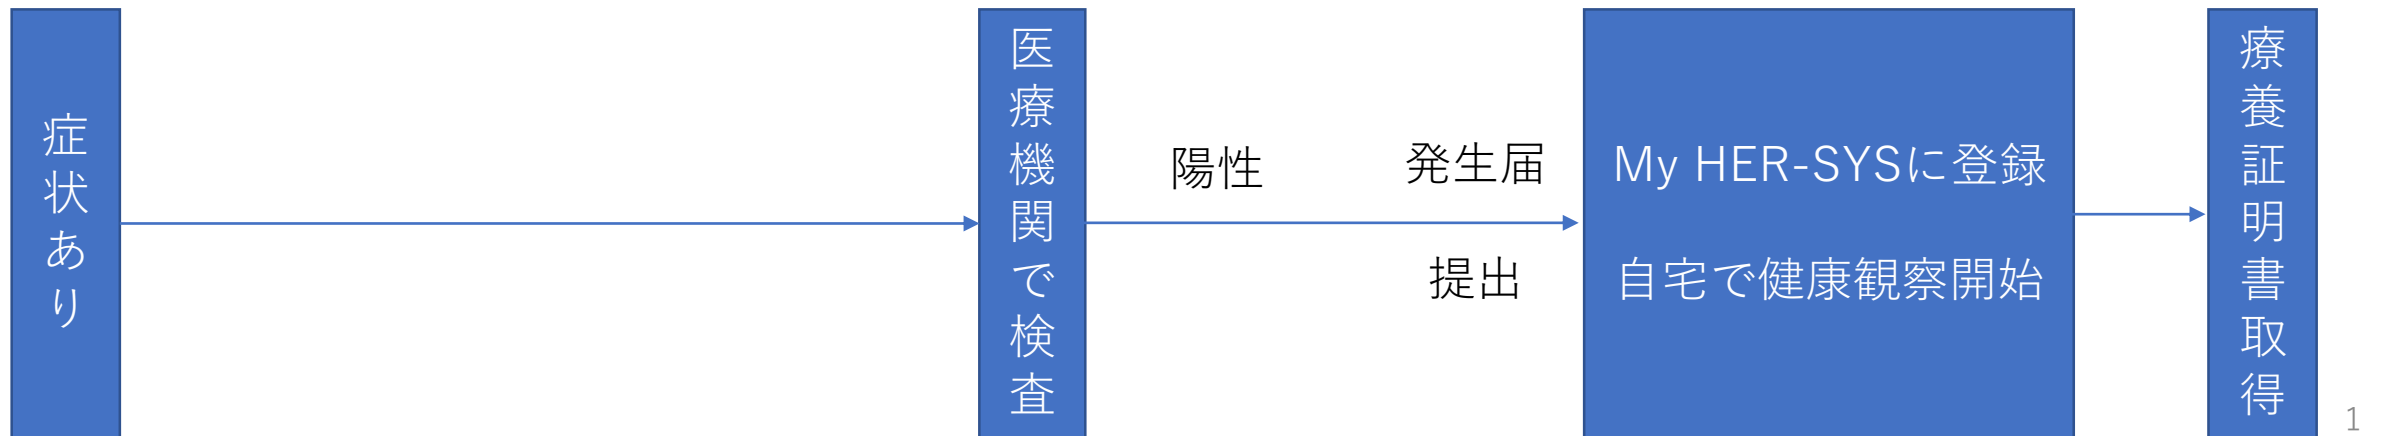 症状あり
医療機関で検査
陽性
発生届
提出
My HER-SYSに登録
自宅で健康観察開始
療養証明書取得
1